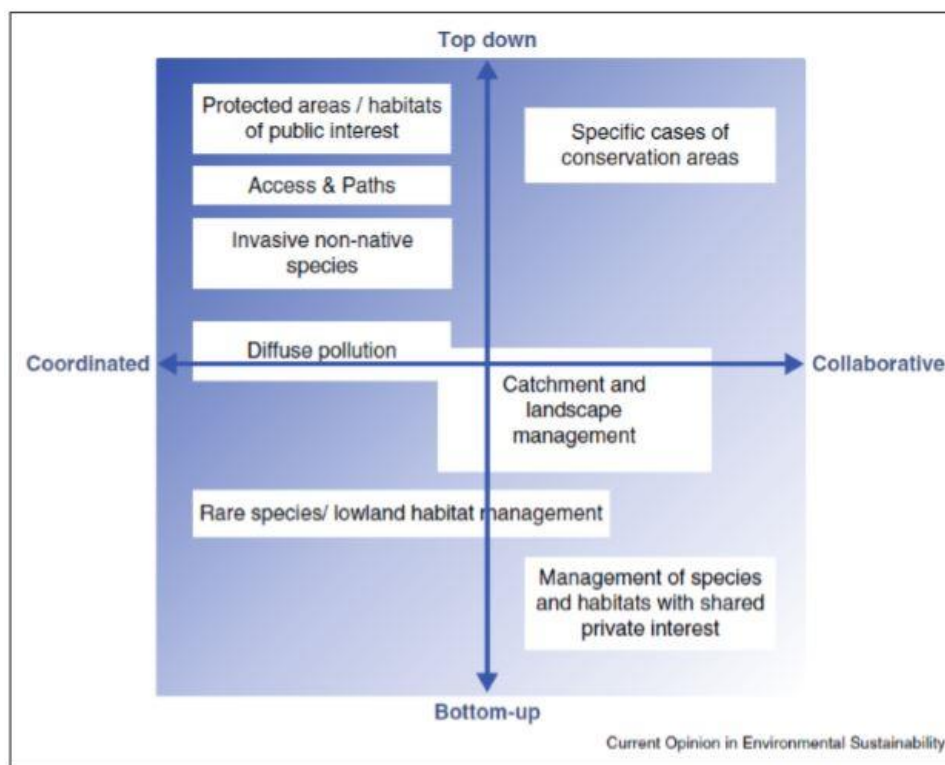 Top down
Protected areas / habitats
of public interest
Specific cases of
conservation areas
Access & Paths
Invasive non-native
species
Diffuse pollution
Coordinated
Collaborative
Catchment and
landscape
management
Rare species/ lowland habitat management
Management of species
and habitats with shared
private interest
Bottom-up
Current Opinion in Environmental Sustainability